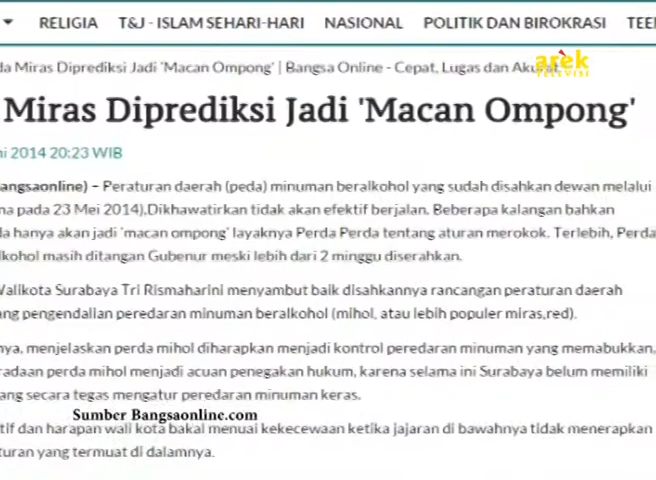 RELIGIA T&J - ISLAM SEHARI-HARI NASIONAL POLITIK DAN BIROKRASI TEE
da Miras Diprediksi Jadi 'Macan Ompong' | Bangsa Online - Cepat, Lugas dan Akurat
arek
TELEVISI
Miras Diprediksi Jadi 'Macan Ompong'
ni 2014 20:23 WIB
angsaonline) – Peraturan daerah (peda) minuman beralkohol yang sudah disahkan dewan melalui
na pada 23 Mei 2014),Dikhawatirkan tidak akan efektif berjalan. Beberapa kalangan bahkan
da hanya akan jadi 'macan ompong' layaknya Perda Perda tentang aturan merokok. Terlebih, Perda
lkohol masih ditangan Gubenur meski lebih dari 2 minggu diserahkan.
Walikota Surabaya Tri Rismaharini menyambut baik disahkannya rancangan peraturan daerah
ang pengendalian peredaran minuman beralkohol (mihol, atau lebih populer miras,red).
nya, menjelaskan perda mihol diharapkan menjadi kontrol peredaran minuman yang memabukkan,
radaan perda mihol menjadi acuan penegakan hukum, karena selama ini Surabaya belum memiliki
ang secara tegas mengatur peredaran minuman keras.
Sumber Bangsaonline.com
tif dan harapan wali kota bakal menuai kekecewaan ketika jajaran di bawahnya tidak menerapkan
turan yang termuat di dalamnya.